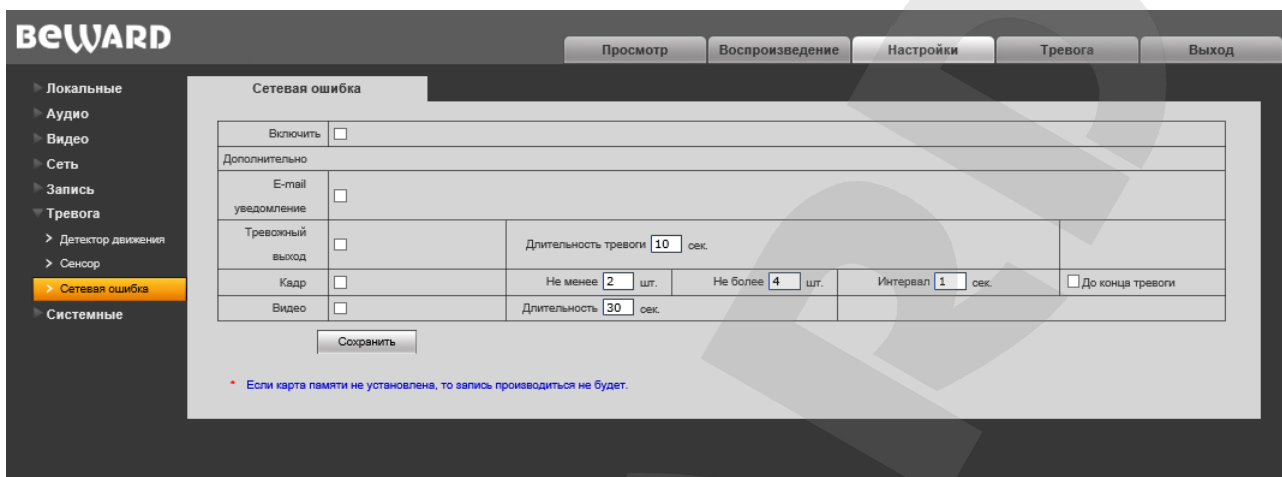 BEWARD
Просмотр Воспроизведение Настройки Тревога Выход
Локальные
Аудио
Видео
Сеть
Запись
Тревога
> Детектор движения
> Сенсор
> Сетевая ошибка
Системные
Сетевая ошибка
Включить
Дополнительно
E-mail
уведомление
Тревожный
выход
Длительность тревоги 10 сек.
Кадр Не менее 2 шт. Не более 4 шт. Интервал 1 сек. До конца тревоги
Видео Длительность 30 сек.
Сохранить
* Если карта памяти не установлена, то запись производиться не будет.